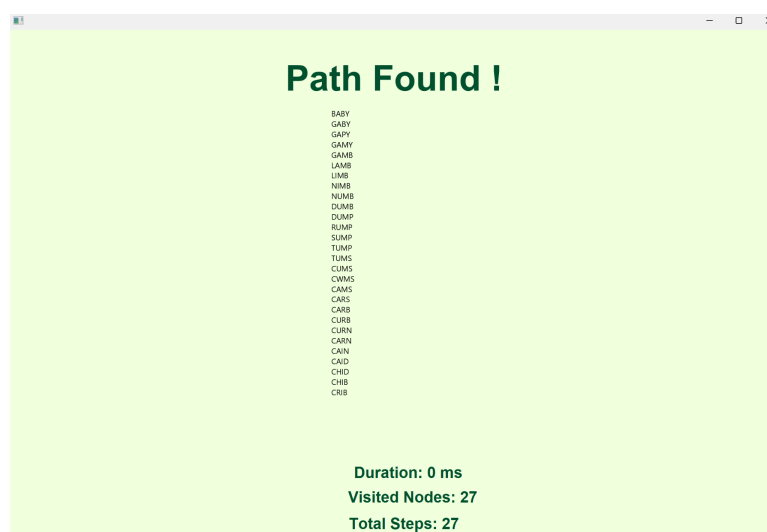 Path Found !
BABY
GABY
GAPY
GAMY
GAMB
LAMB
LIMB
NIMB
NUMB
DUMB
DUMP
RUMP
SUMP
TUMP
TUMS
CUMS
CWMS
CAMS
CARS
CARB
CURB
CURN
CARN
CAIN
CAID
CHID
CHIB
CRIB
Duration: 0 ms
Visited Nodes: 27
Total Steps: 27